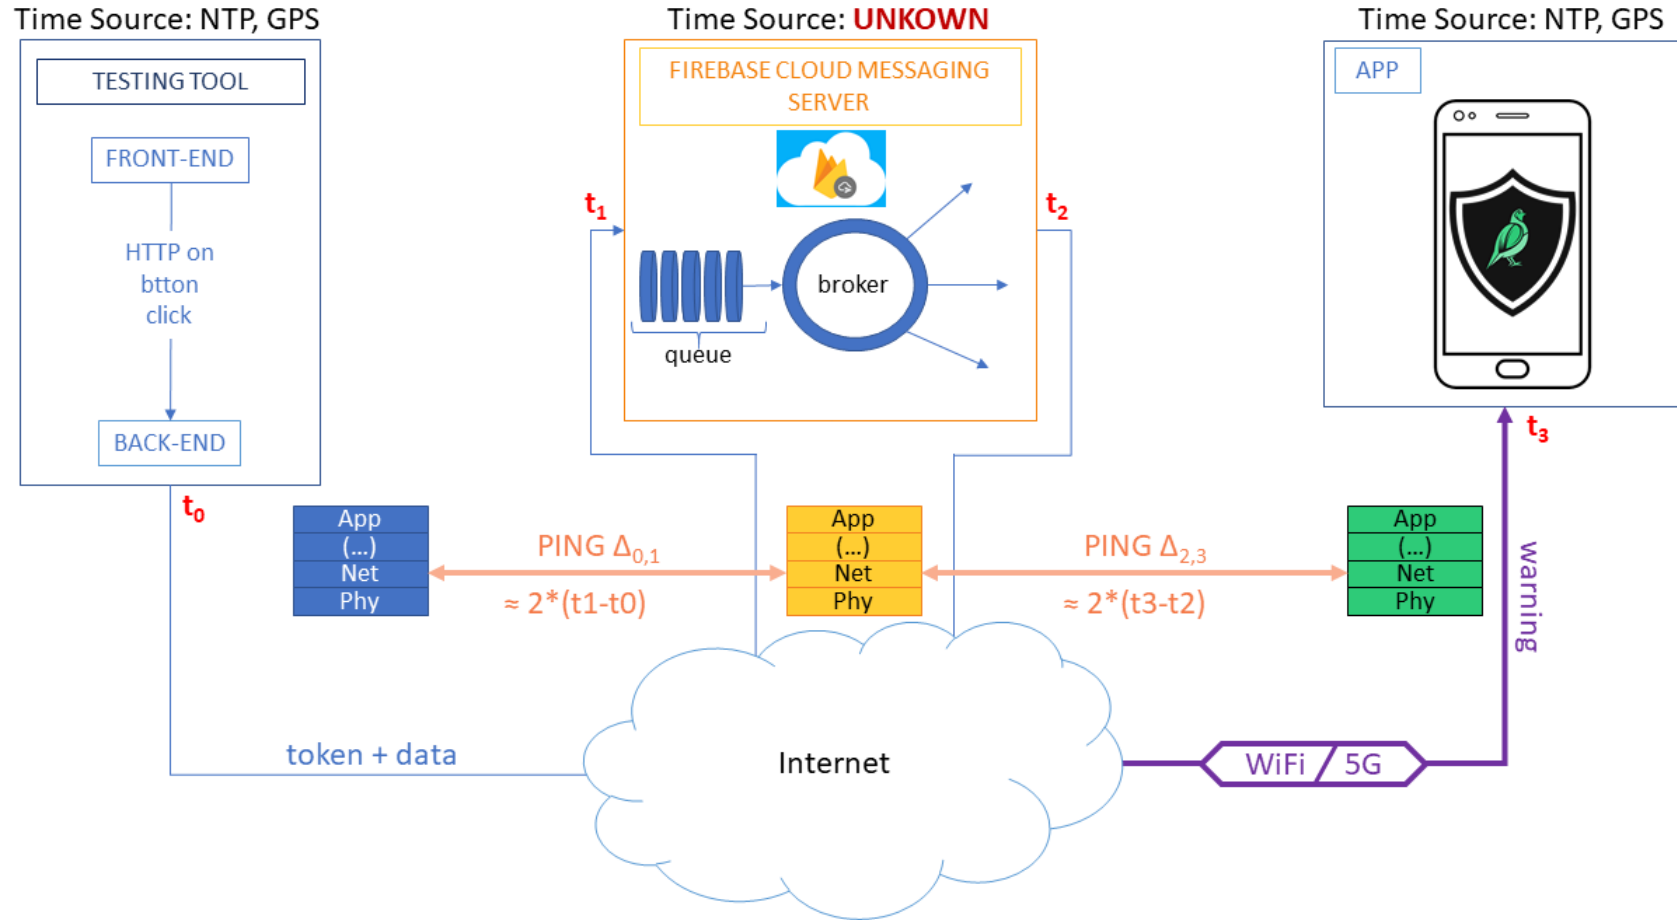 Time Source: NTP, GPS
TESTING TOOL
FRONT-END
HTTP on
btton
click
BACK-END
t0
Time Source: UNKOWN
FIREBASE CLOUD MESSAGING
SERVER
t1
t2
broker
queue
Time Source: NTP, GPS
APP
t3
App
(...)
Net
Phy
PING Δ0,1
≈ 2*(t1-t0)
App
(...)
Net
Phy
PING Δ2,3
≈ 2*(t3-t2)
App
(...)
Net
Phy
warning
token + data
Internet
WiFi / 5G